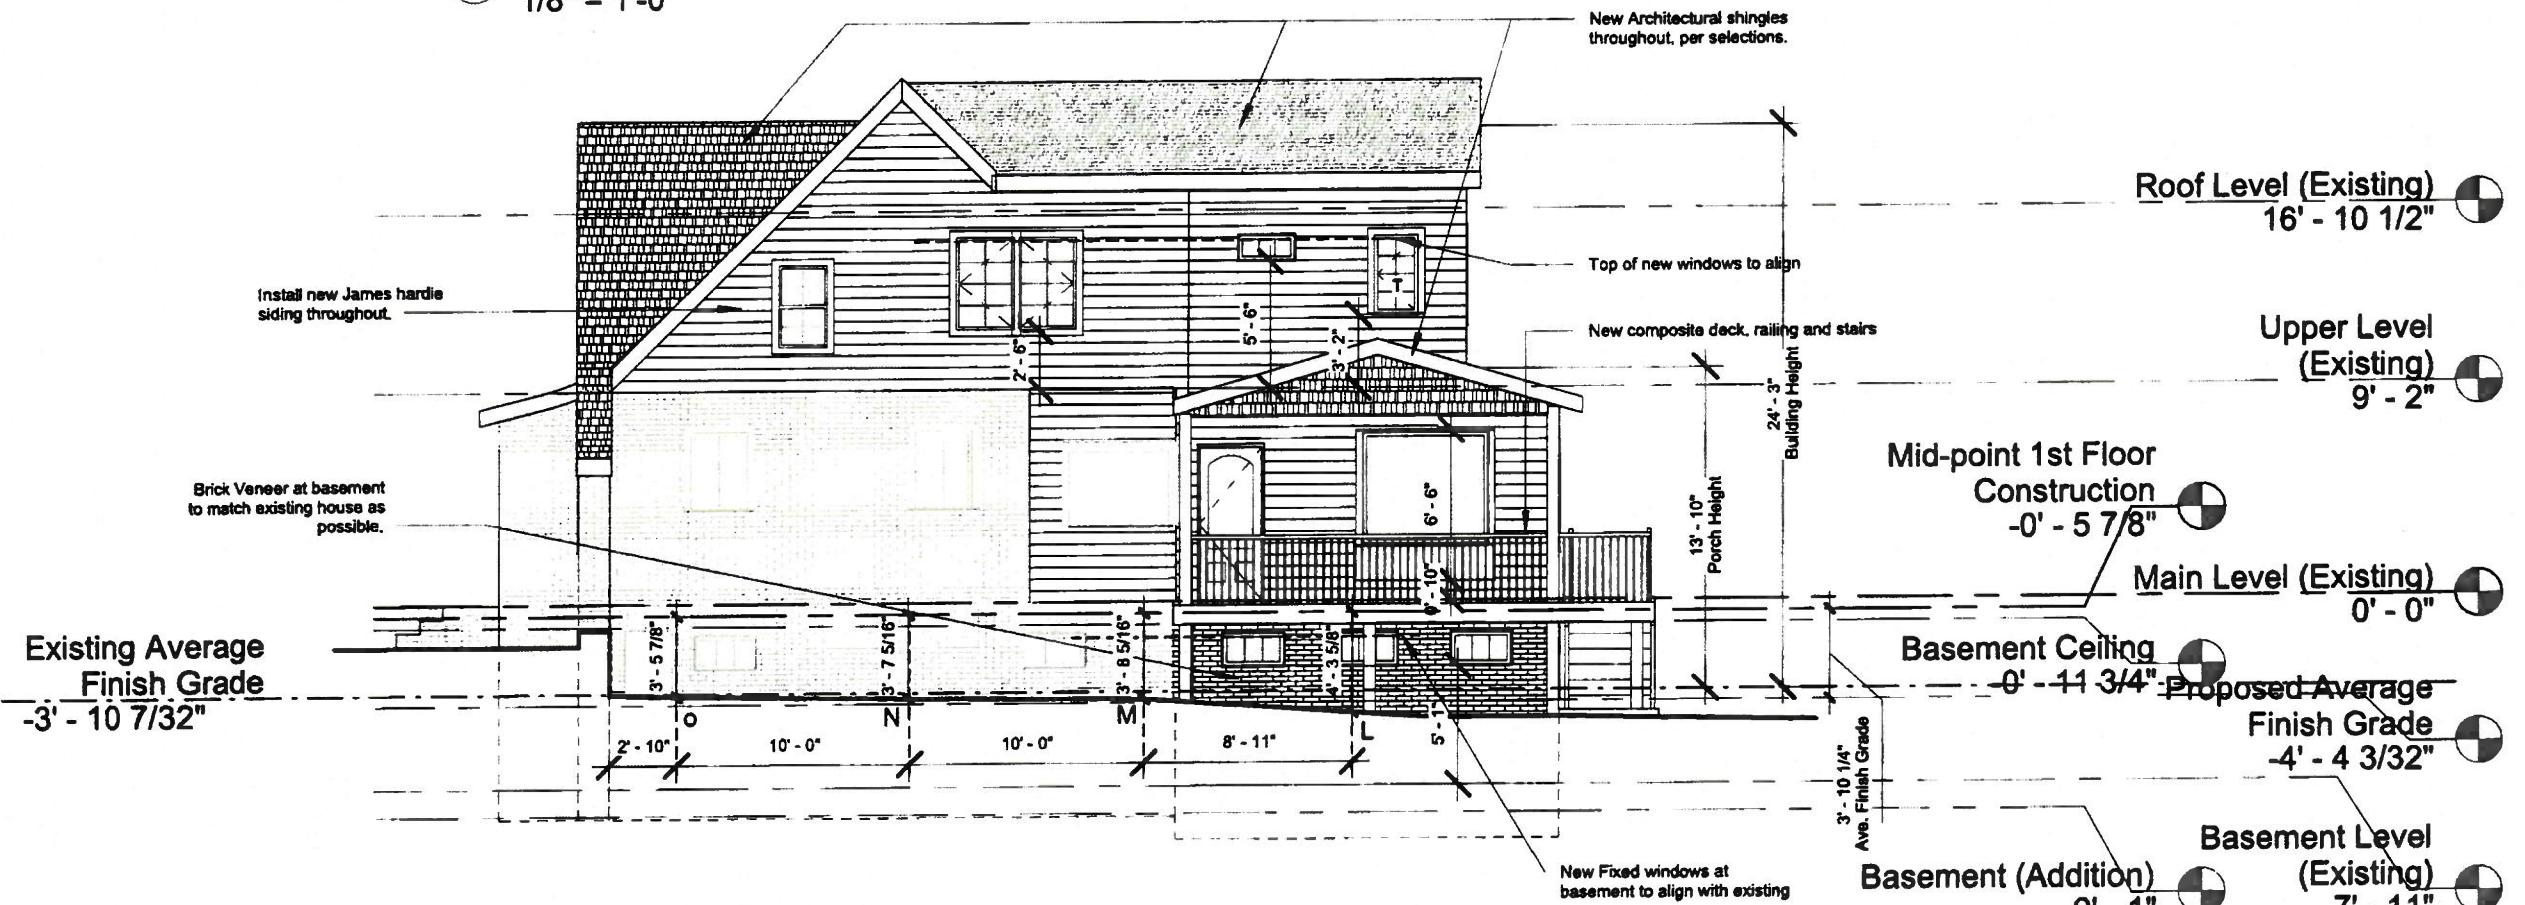 1/8" = 1'-0"
New Architectural shingles
throughout, per selections.
Roof Level (Existing)
16' - 10 1/2"
Top of new windows to align
Install new James hardie
siding throughout.
New composite deck, railing and stairs
Upper Level
(Existing)
9' - 2"
5' - 6"
3' - 2"
2' - 6"
24' - 3"
Building Height
Mid-point 1st Floor
Construction
-0' - 5 7/8"
Brick Veneer at basement
to match existing house as
possible.
6' - 6"
13' - 10"
Porch Height
Main Level (Existing)
0' - 0"
0' - 10"
Existing Average
Finish Grade
-3' - 10 7/32"
3' - 5 7/8"
3' - 7 5/16"
3' - 8 5/16"
4' - 3 5/8"
Basement Ceiling
-0' - 11 3/4"
Proposed Average
Finish Grade
-4' - 4 3/32"
o
N
M
L
5' - 1"
2' - 10"
10' - 0"
10' - 0"
8' - 11"
3' - 10 1/4"
Ave. Finish Grade
New Fixed windows at
basement to align with existing
Basement (Addition)
Basement Level
(Existing)